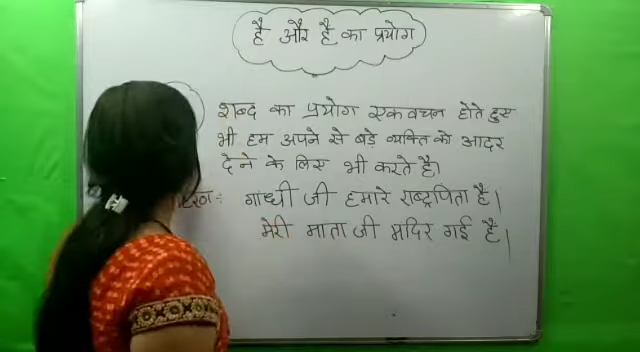 है और है का प्रयोग
शब्द का प्रयोग एकवचन होते हुए
भी हम अपने से बड़े व्यक्ति को आदर
देने के लिए भी करते है।
गांधी जी हमारे राष्ट्रपिता है।
मेरी माता जी मंदिर गई है।